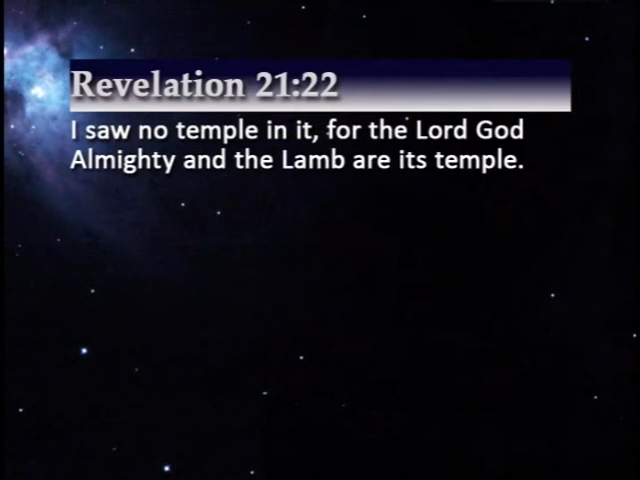 Revelation 21:22
I saw no temple in it, for the Lord God
Almighty and the Lamb are its temple.